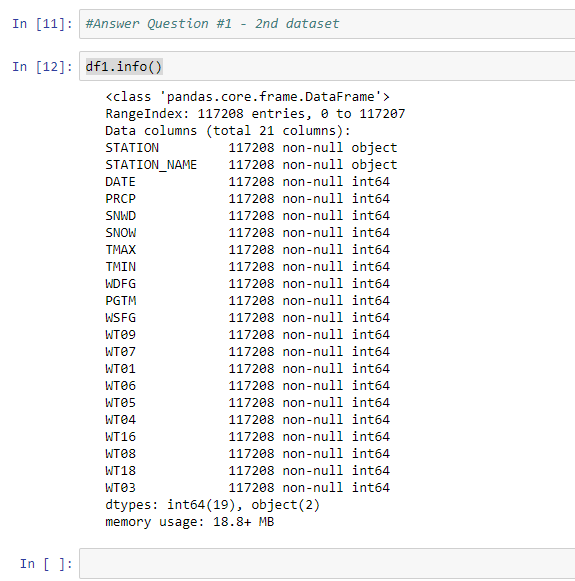 In [11]: #Answer Question #1 - 2nd dataset
In [12]: df1.info()
<class 'pandas.core.frame.DataFrame'>
RangeIndex: 117208 entries, 0 to 117207
Data columns (total 21 columns):
STATION         117208 non-null object
STATION_NAME    117208 non-null object
DATE            117208 non-null int64
PRCP            117208 non-null int64
SNWD            117208 non-null int64
SNOW            117208 non-null int64
TMAX            117208 non-null int64
TMIN            117208 non-null int64
WDFG            117208 non-null int64
PGTM            117208 non-null int64
WSFG            117208 non-null int64
WT09            117208 non-null int64
WT07            117208 non-null int64
WT01            117208 non-null int64
WT06            117208 non-null int64
WT05            117208 non-null int64
WT04            117208 non-null int64
WT16            117208 non-null int64
WT08            117208 non-null int64
WT18            117208 non-null int64
WT03            117208 non-null int64
dtypes: int64(19), object(2)
memory usage: 18.8+ MB
In [ ]: